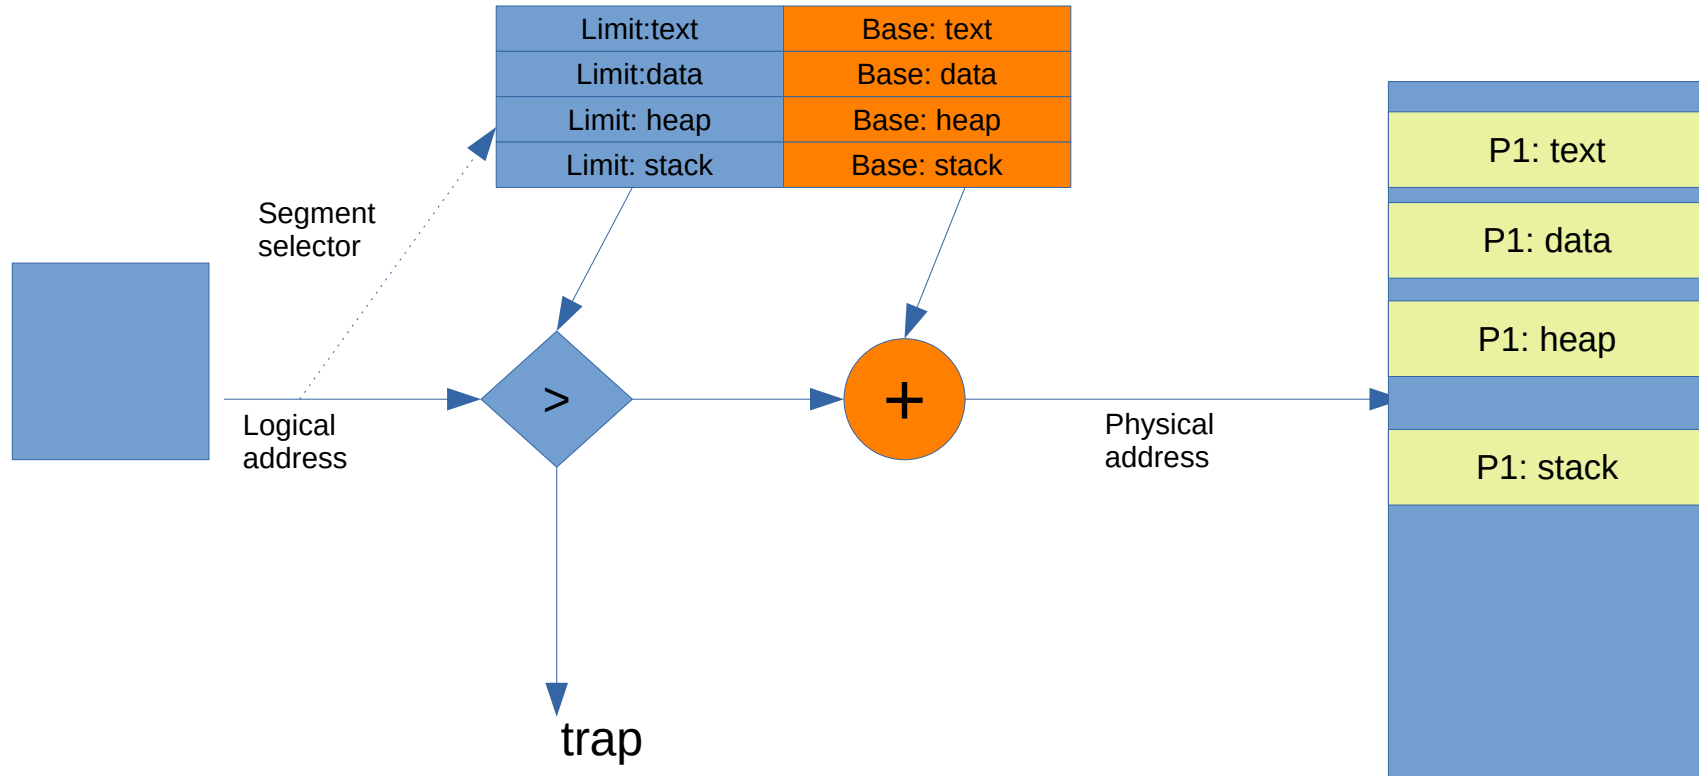 Limit:text
Base: text
Limit:data
Base: data
Limit: heap
Base: heap
Limit: stack
Base: stack
Segment
selector
Logical
address
>
+
Physical
address
trap
P1: text
P1: data
P1: heap
P1: stack